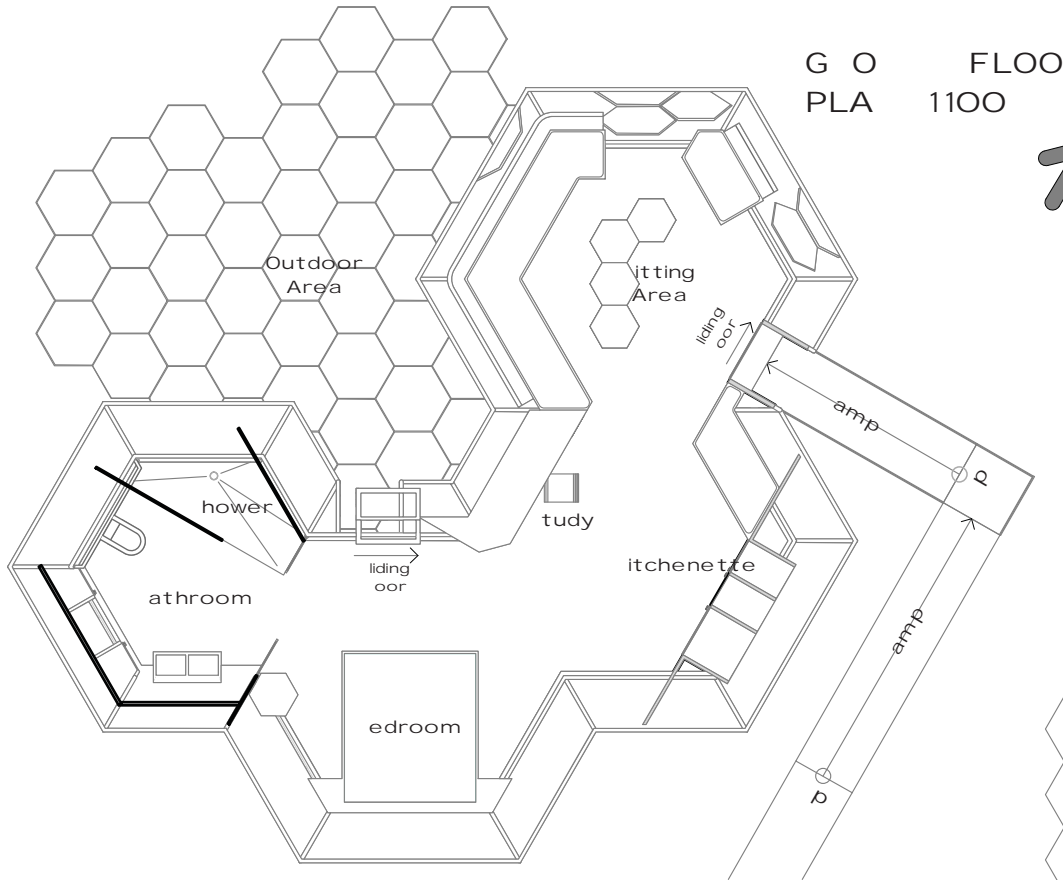 G O FLOO
PLA 1100
Outdoor
Area
itting
Area
liding
oor
amp
p
hower
tudy
liding
oor
itchenette
athroom
amp
edroom
p